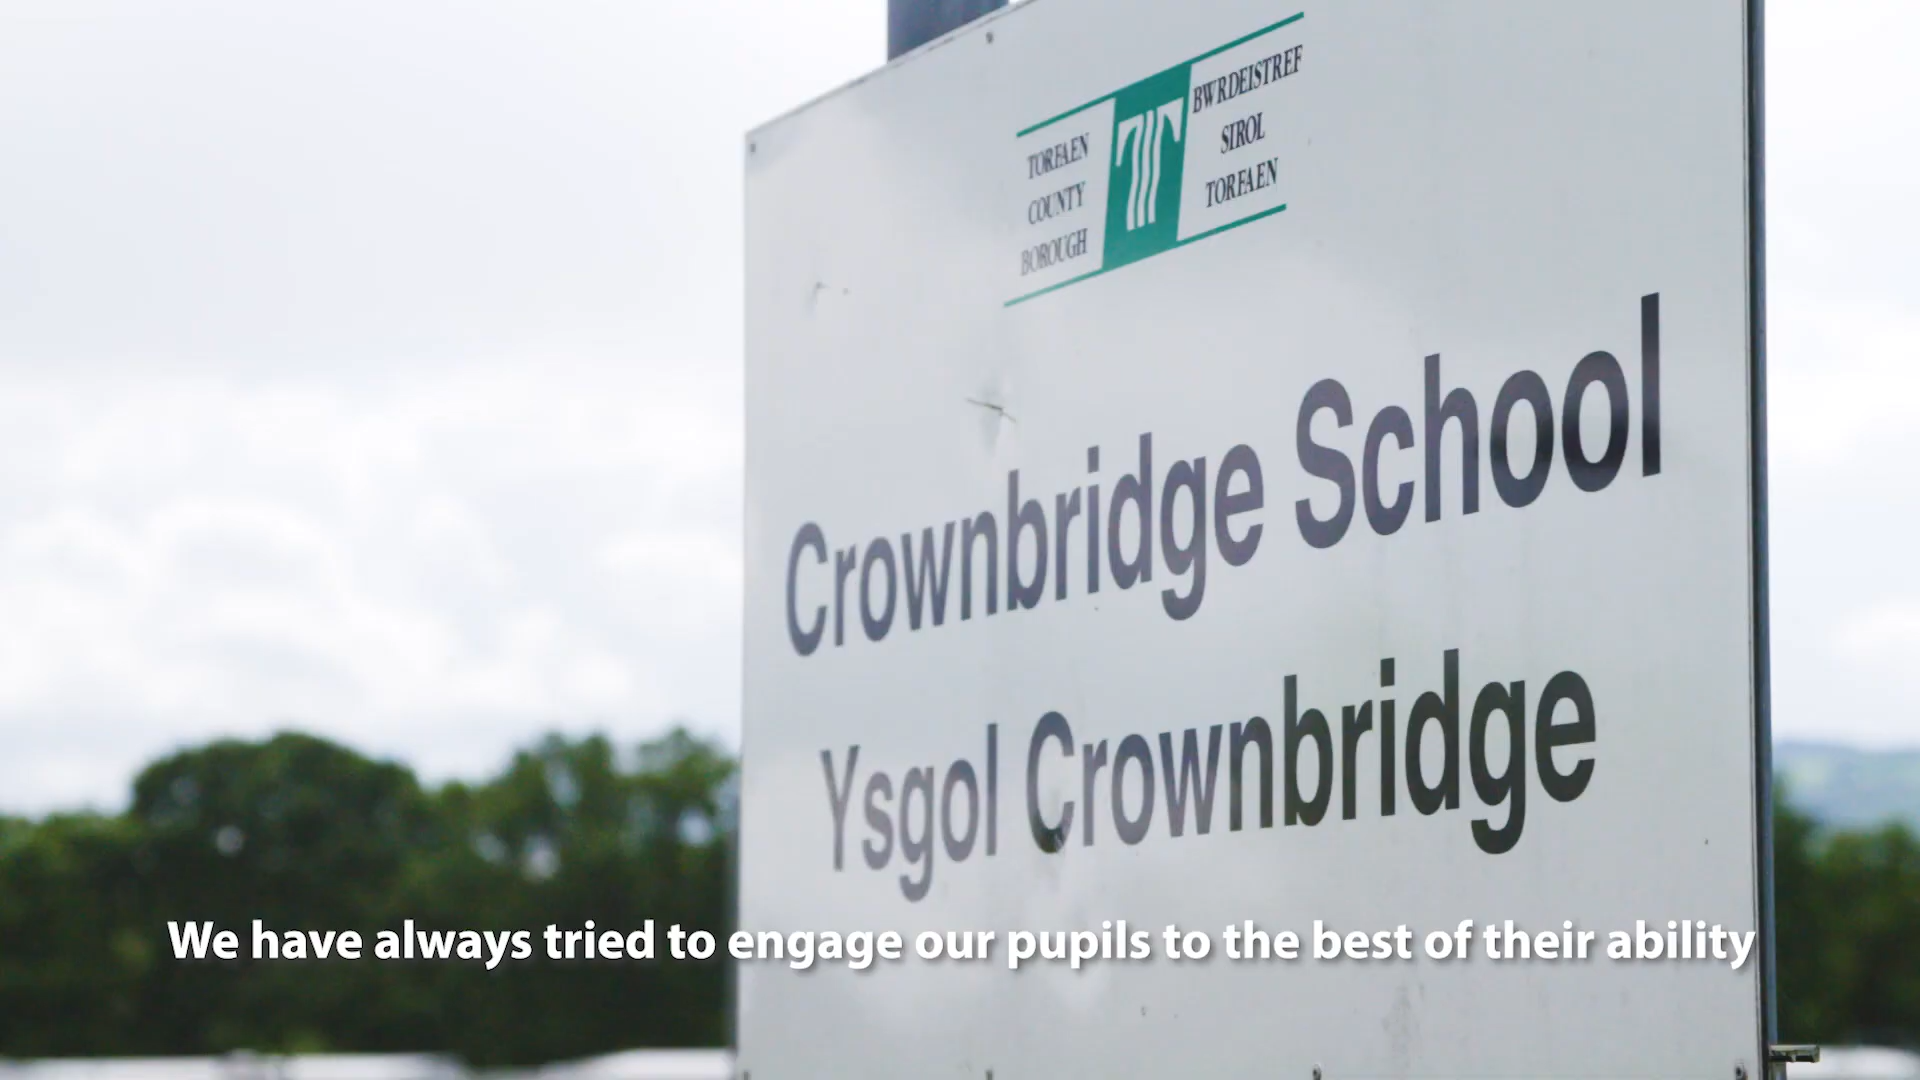 TORFAEN
COUNTY
BOROUGH
T
BWRDEISTREF
SIROL
TORFAEN
Crownbridge School
Ysgol Crownbridge
We have always tried to engage our pupils to the best of their ability